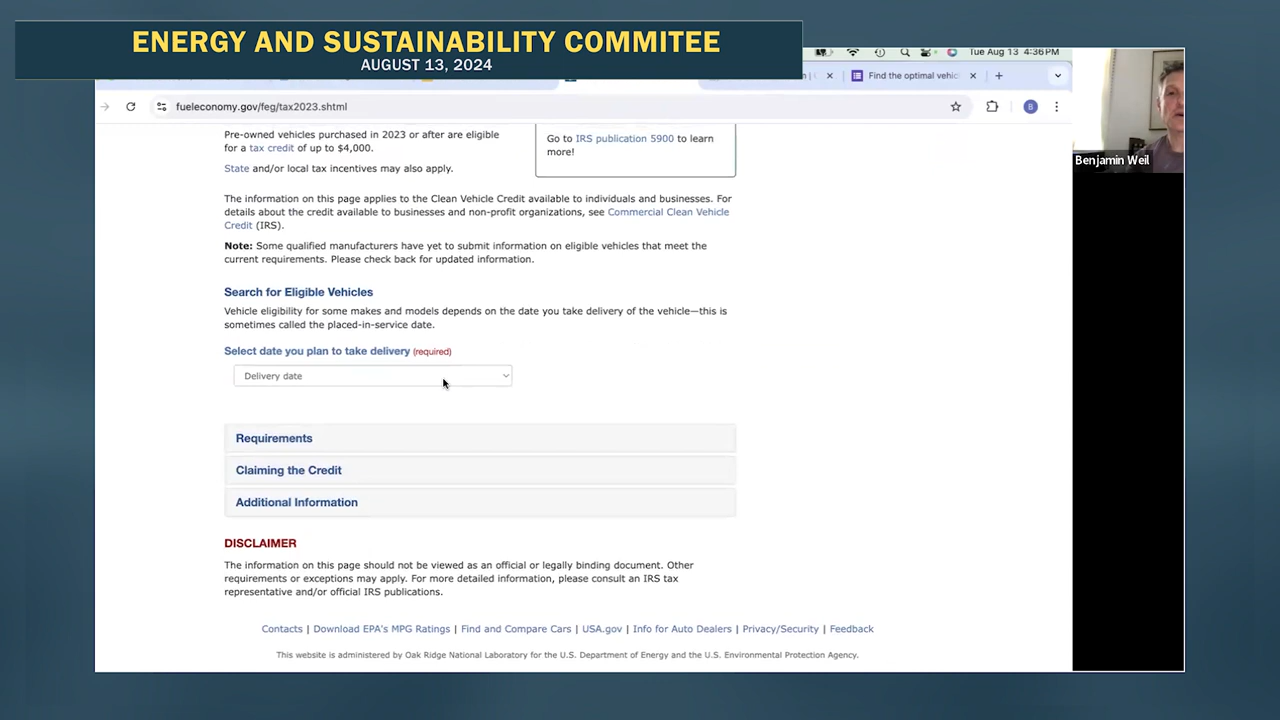 ENERGY AND SUSTAINABILITY COMMITEE
AUGUST 13, 2024
Tue Aug 13 4:36PM
Find the optimal vehic
fueleconomy.gov/feg/tax2023.shtml
B
Benjamin Weil
Pre-owned vehicles purchased in 2023 or after are eligible
for a tax credit of up to $4,000.
State and/or local tax incentives may also apply.
Go to IRS publication 5900 to learn
more!
The information on this page applies to the Clean Vehicle Credit available to individuals and businesses. For
details about the credit available to businesses and non-profit organizations, see Commercial Clean Vehicle
Credit (IRS).
Note: Some qualified manufacturers have yet to submit information on eligible vehicles that meet the
current requirements. Please check back for updated information.
Search for Eligible Vehicles
Vehicle eligibility for some makes and models depends on the date you take delivery of the vehicle—this is
sometimes called the placed-in-service date.
Select date you plan to take delivery (required)
Delivery date
Requirements
Claiming the Credit
Additional Information
DISCLAIMER
The information on this page should not be viewed as an official or legally binding document. Other
requirements or exceptions may apply. For more detailed information, please consult an IRS tax
representative and/or official IRS publications.
Contacts | Download EPA's MPG Ratings | Find and Compare Cars | USA.gov | Info for Auto Dealers | Privacy/Security | Feedback
This website is administered by Oak Ridge National Laboratory for the U.S. Department of Energy and the U.S. Environmental Protection Agency.